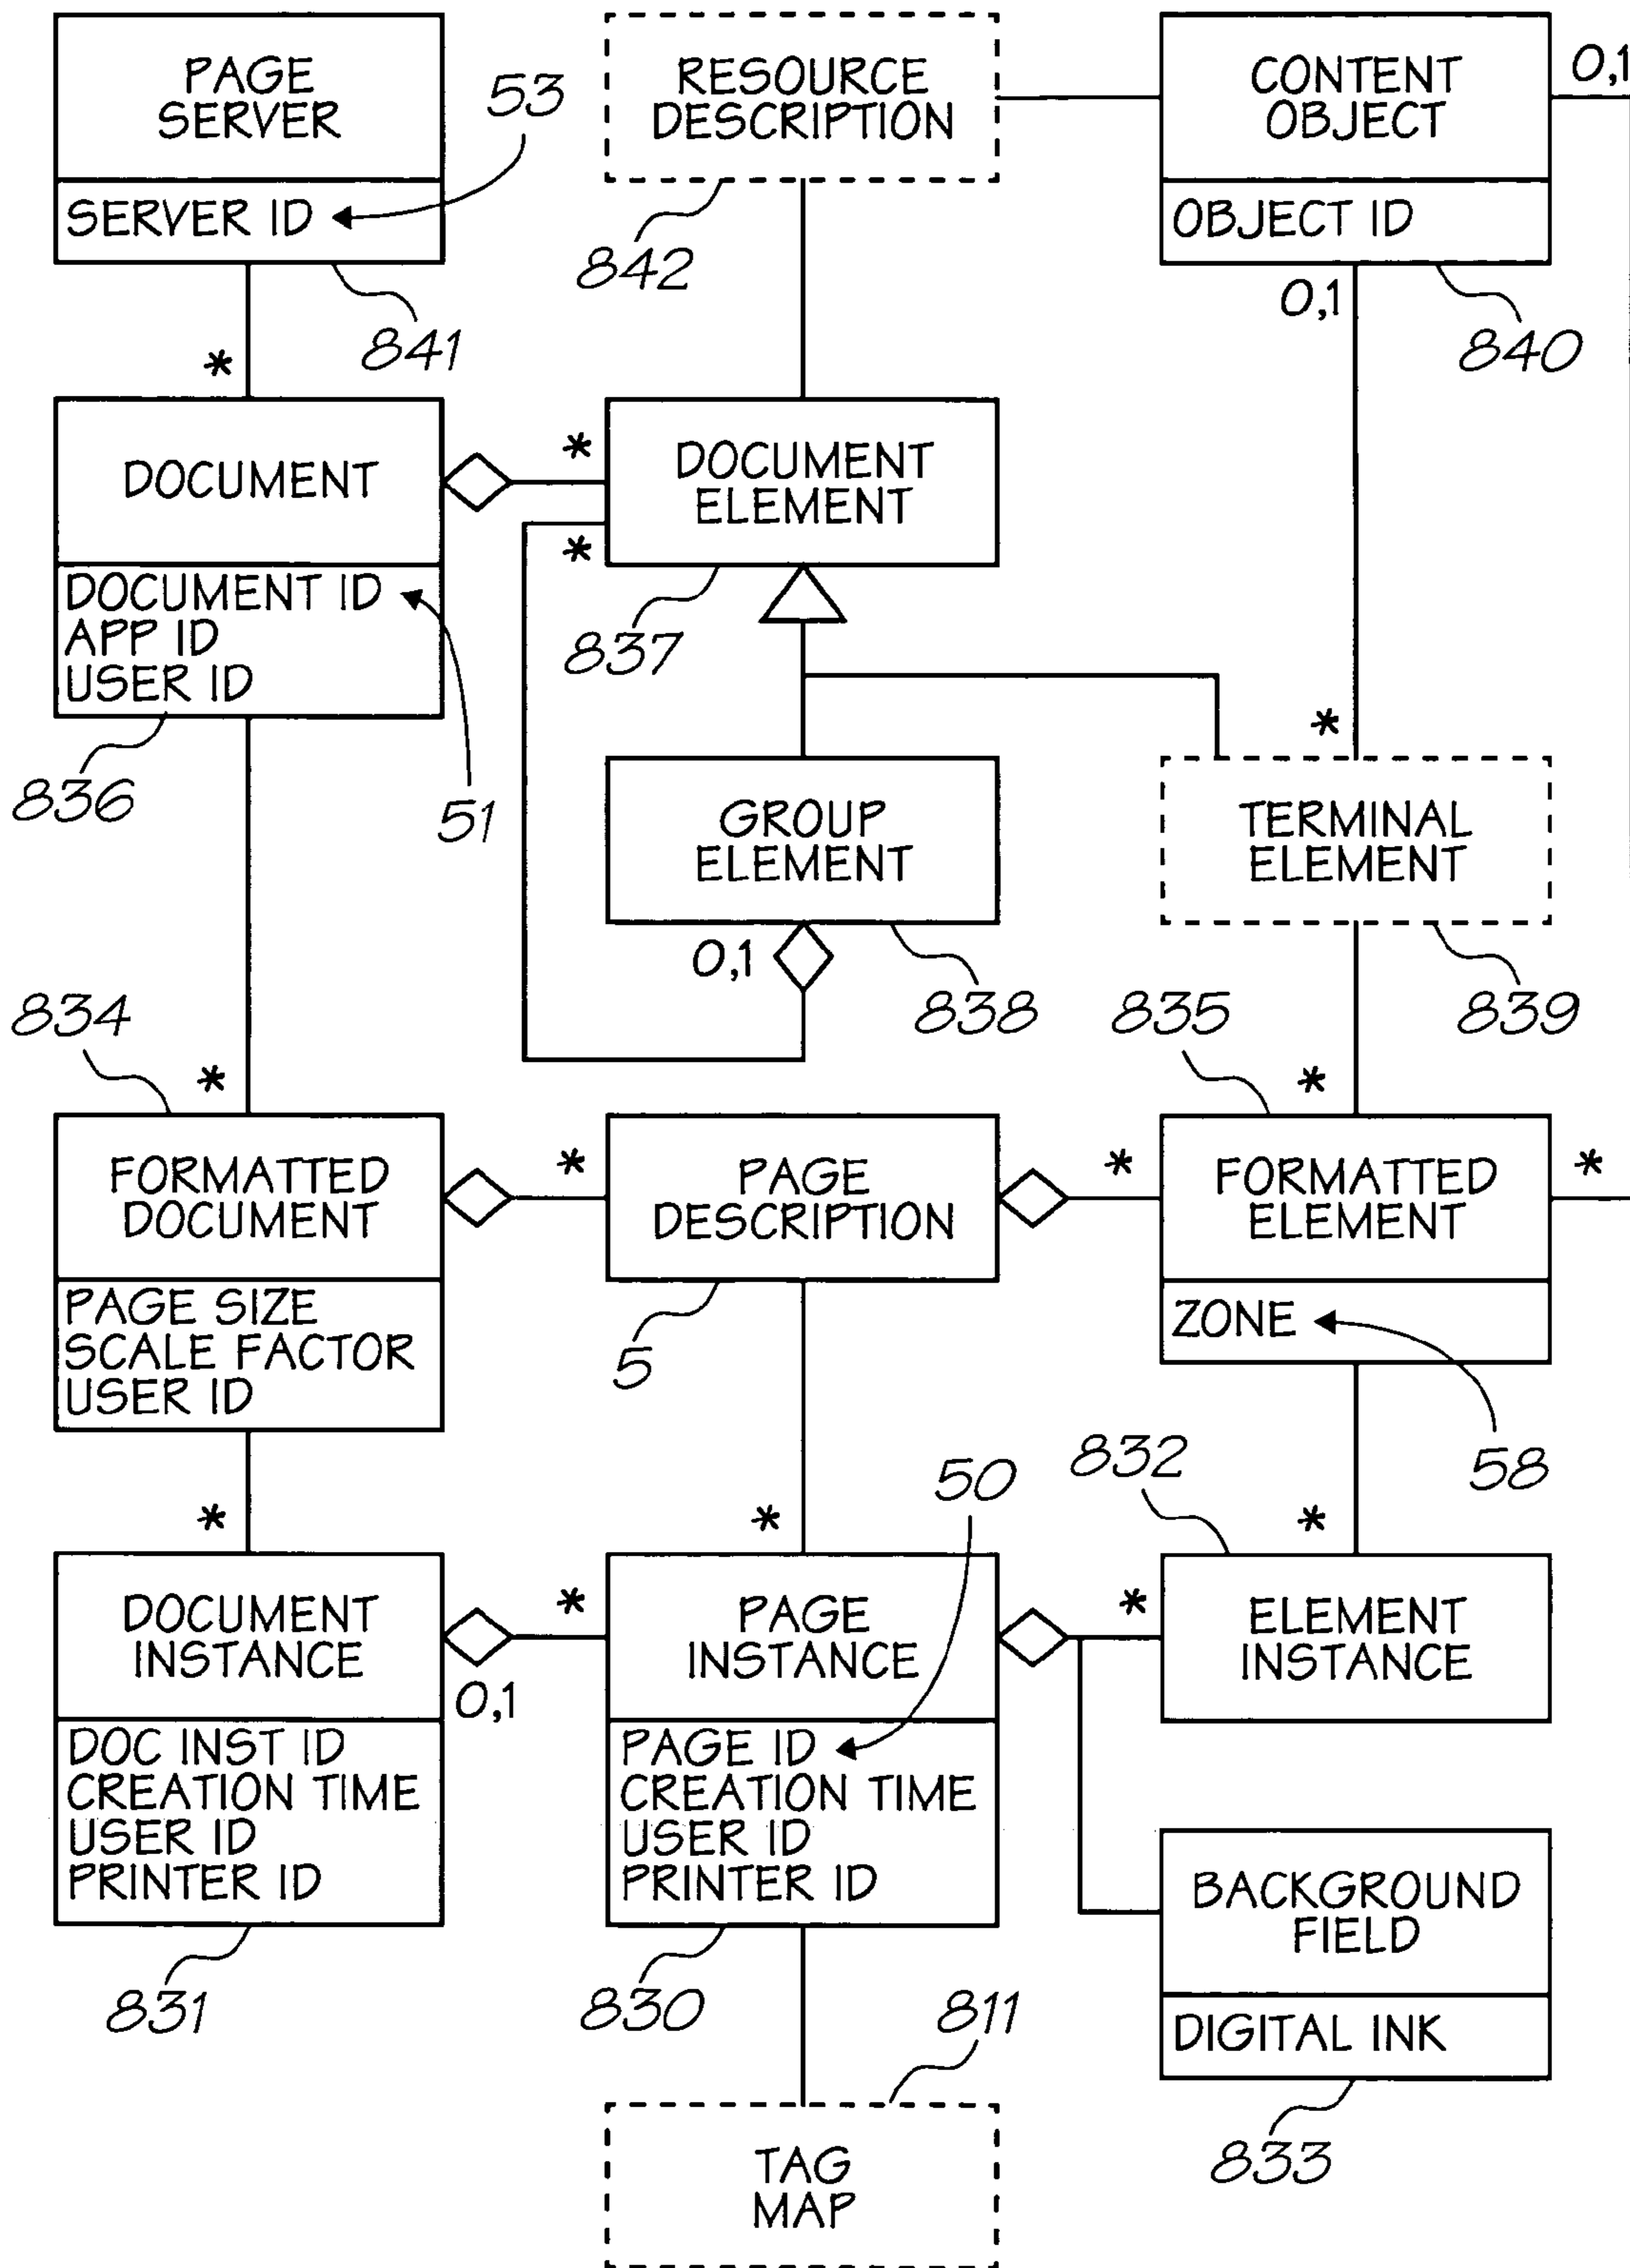 PAGE
SERVER
53
SERVER ID
841
RESOURCE
DESCRIPTION
842
CONTENT
OBJECT
0,1
OBJECT ID
0,1
840
*
DOCUMENT
*
DOCUMENT ID
APP ID
USER ID
836
51
DOCUMENT
ELEMENT
*
837
GROUP
ELEMENT
0,1
838
*
TERMINAL
ELEMENT
839
834
*
FORMATTED
DOCUMENT
*
PAGE SIZE
SCALE FACTOR
USER ID
PAGE
DESCRIPTION
*
5
835
*
FORMATTED
ELEMENT
*
ZONE
58
*
DOCUMENT
INSTANCE
*
0,1
DOC INST ID
CREATION TIME
USER ID
PRINTER ID
831
*
50
PAGE
INSTANCE
*
PAGE ID
CREATION TIME
USER ID
PRINTER ID
830
832
*
ELEMENT
INSTANCE
BACKGROUND
FIELD
DIGITAL INK
833
811
TAG
MAP